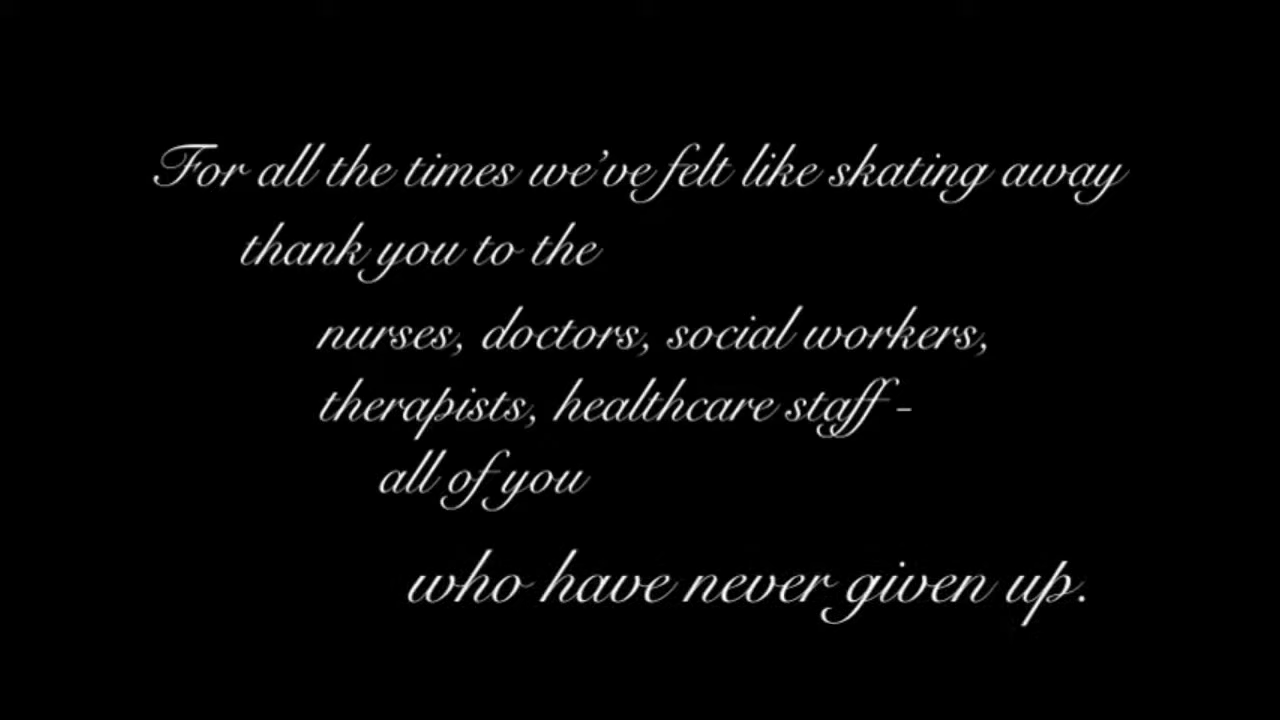 For all the times we've felt like skating away
thank you to the
nurses, doctors, social workers,
therapists, healthcare staff -
all of you
who have never given up.